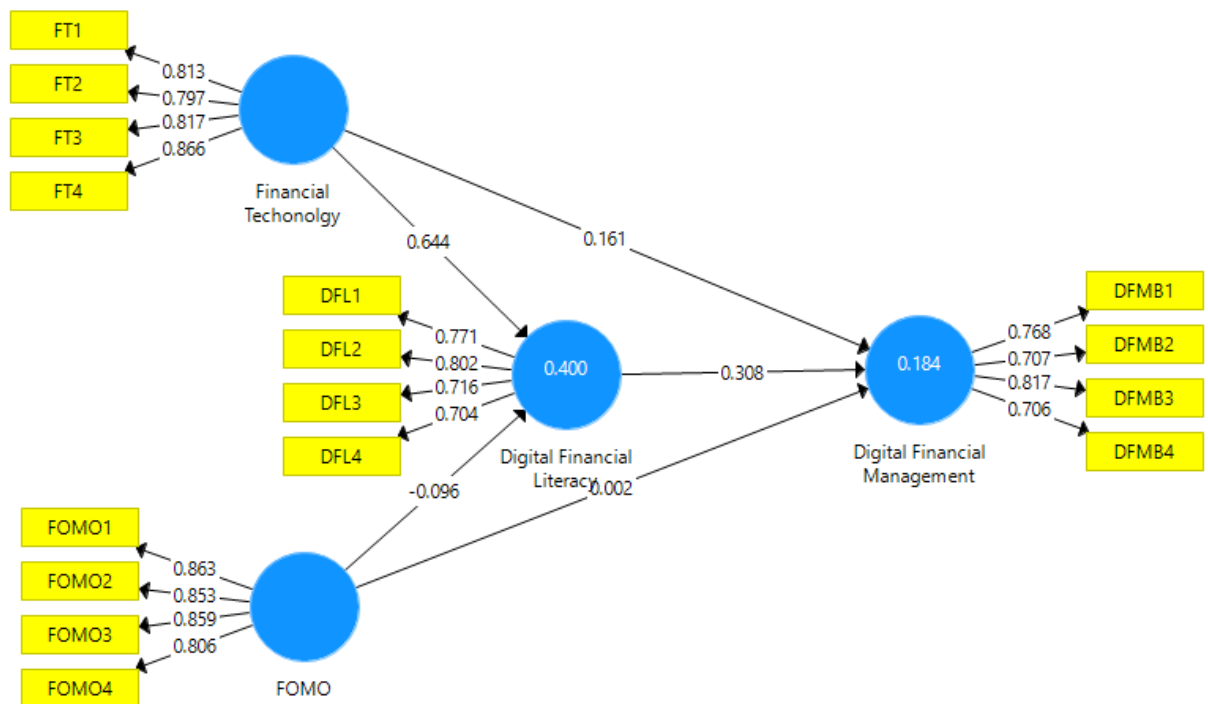 FT1
FT2
FT3
FT4
0.813
0.797
0.817
0.866
Financial
Techonolgy
0.644
0.161
DFL1
DFL2
DFL3
DFL4
0.771
0.802
0.716
0.704
0.400
Digital Financial
Literacy
0.308
0.184
Digital Financial
Management
0.768
0.707
0.817
0.706
DFMB1
DFMB2
DFMB3
DFMB4
-0.096
0.002
FOMO1
FOMO2
FOMO3
FOMO4
0.863
0.853
0.859
0.806
FOMO